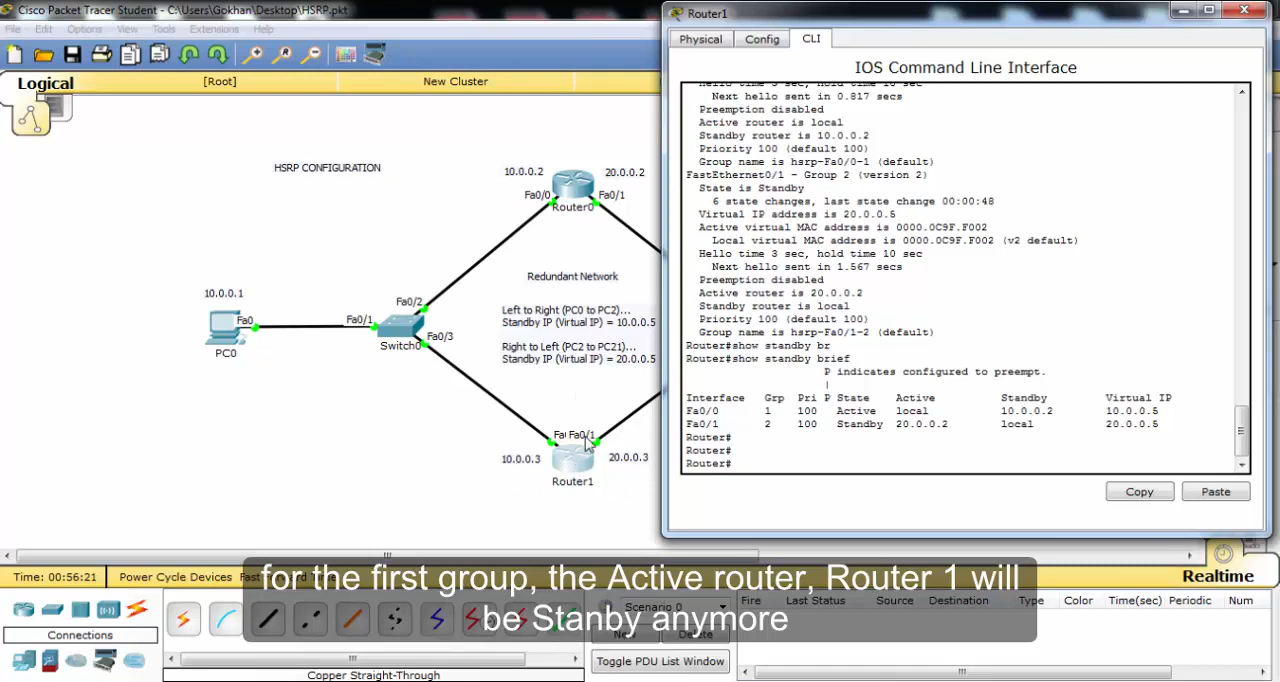 Cisco Packet Tracer Student - C:\Users\Gokhan\Desktop\HSRP.pkt
File Edit Options View Tools Extensions Help
Logical
[Root]
New Cluster
HSRP CONFIGURATION
10.0.0.2
20.0.0.2
Fa0/0
Fa0/1
Router0
Redundant Network
10.0.0.1
Fa0
PC0
Fa0/1
Fa0/2
Fa0/3
Switch0
Left to Right (PC0 to PC2)...
Standby IP (Virtual IP) = 10.0.0.5
Right to Left (PC2 to PC21)...
Standby IP (Virtual IP) = 20.0.0.5
Fa0/1
10.0.0.3
20.0.0.3
Router1
Router1
Physical Config CLI
IOS Command Line Interface
Hello time 3 sec, hold time 10 sec
Next hello sent in 0.817 secs
Preemption disabled
Active router is local
Standby router is 10.0.0.2
Priority 100 (default 100)
Group name is hsrp-Fa0/0-1 (default)
FastEthernet0/1 - Group 2 (version 2)
State is Standby
6 state changes, last state change 00:00:48
Virtual IP address is 20.0.0.5
Active virtual MAC address is 0000.0C9F.F002
Local virtual MAC address is 0000.0C9F.F002 (v2 default)
Hello time 3 sec, hold time 10 sec
Next hello sent in 1.567 secs
Preemption disabled
Active router is 20.0.0.2
Standby router is local
Priority 100 (default 100)
Group name is hsrp-Fa0/1-2 (default)
Router#show standby br
Router#show standby brief
P indicates configured to preempt.
|
Interface Grp Pri P State Active Standby Virtual IP
Fa0/0 1 100 Active local 10.0.0.2 10.0.0.5
Fa0/1 2 100 Standby 20.0.0.2 local 20.0.0.5
Router#
Router#
Router#
Copy
Paste
for the first group, the Active router, Router 1 will
be Stanby anymore
Time: 00:56:21
Power Cycle Devices
Realtime
Connections
Copper Straight-Through
Scenario 0
New
Delete
Toggle PDU List Window
Fire Last Status Source Destination Type Color Time(sec) Periodic Num